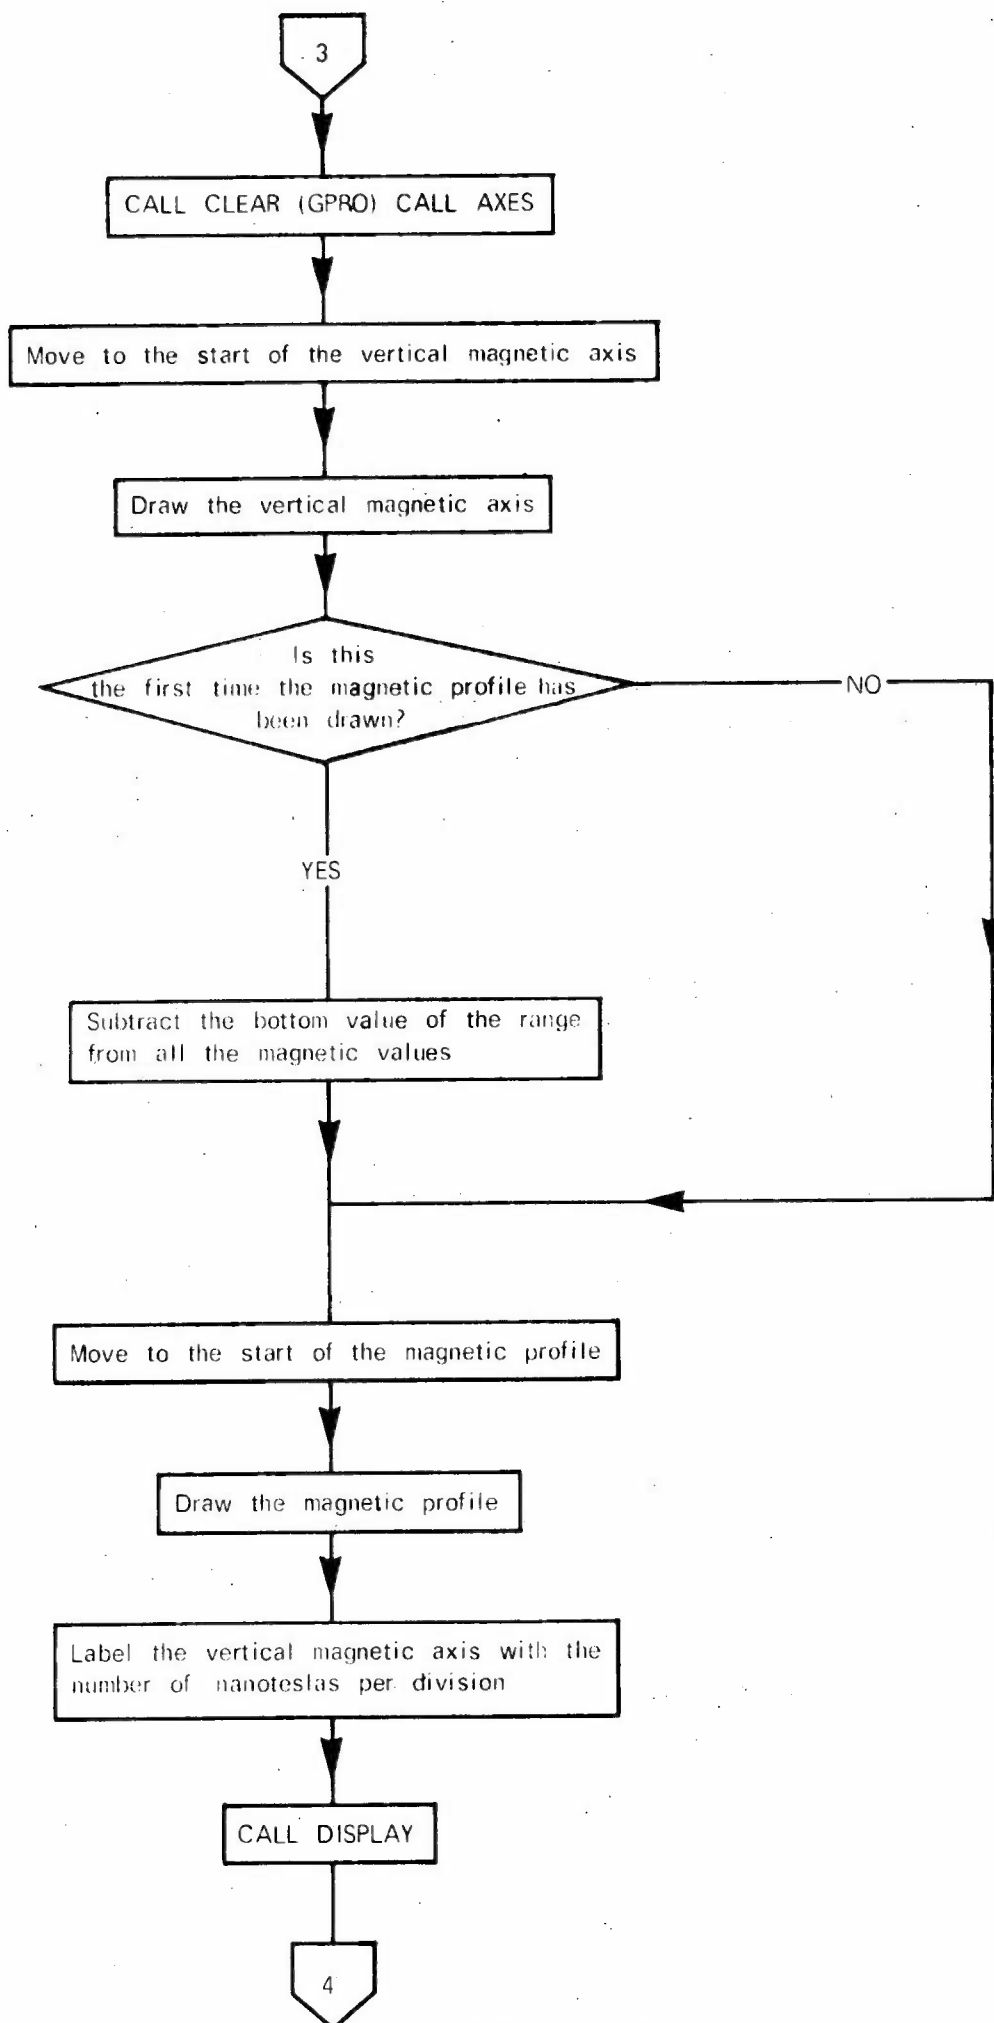 3
CALL CLEAR (GPRO) CALL AXES
Move to the start of the vertical magnetic axis
Draw the vertical magnetic axis
Is this
the first time the magnetic profile has
been drawn?
NO
YES
Subtract the bottom value of the range
from all the magnetic values
Move to the start of the magnetic profile
Draw the magnetic profile
Label the vertical magnetic axis with the
number of nanoteslas per division
CALL DISPLAY
4